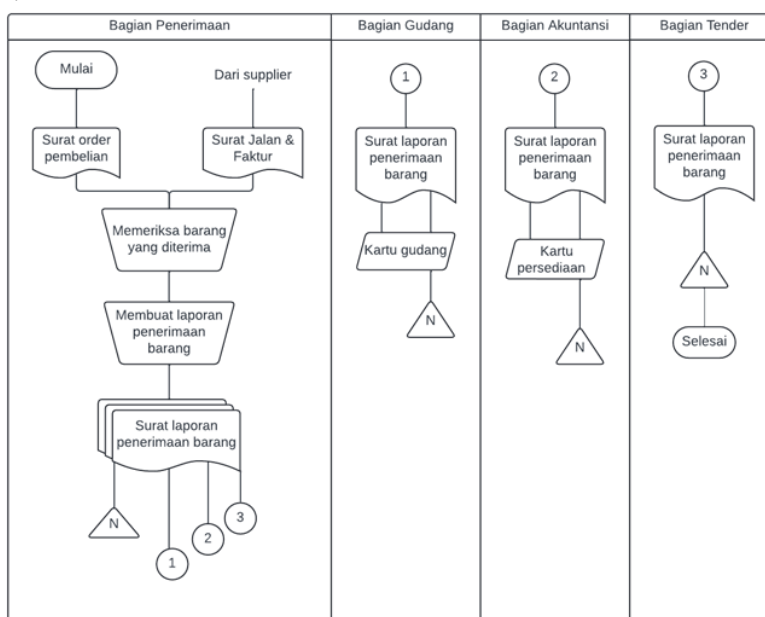 Bagian Penerimaan
Bagian Gudang
Bagian Akuntansi
Bagian Tender
Mulai
Dari supplier
Surat order
pembelian
Surat Jalan &
Faktur
Memeriksa barang
yang diterima
Membuat laporan
penerimaan
barang
Surat laporan
penerimaan barang
N
1
2
3
1
Surat laporan
penerimaan
barang
Kartu gudang
N
2
Surat laporan
penerimaan
barang
Kartu
persediaan
N
3
Surat laporan
penerimaan
barang
N
Selesai